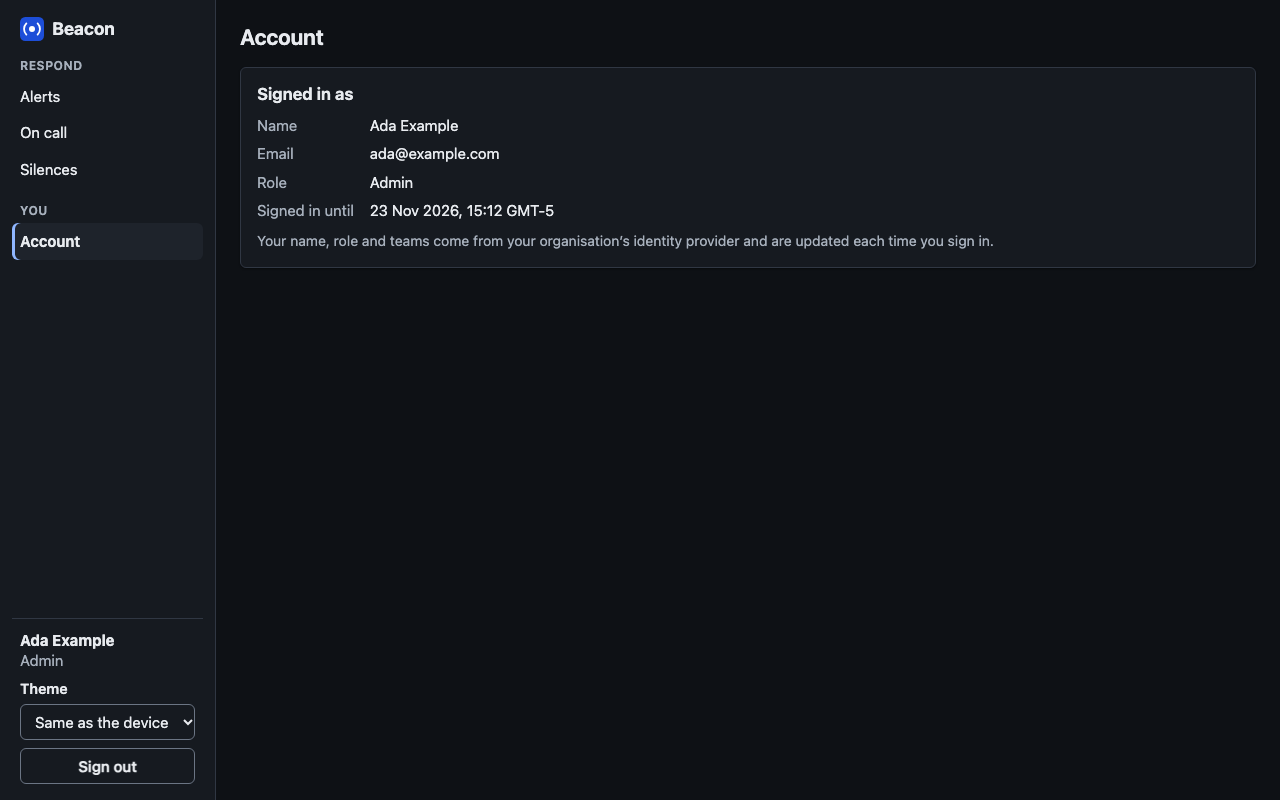 Beacon
RESPOND
Alerts
On call
Silences
YOU
Account
Ada Example
Admin
Theme
Same as the device
Sign out
Account
Signed in as
Name Ada Example
Email ada@example.com
Role Admin
Signed in until 23 Nov 2026, 15:12 GMT-5
Your name, role and teams come from your organisation’s identity provider and are updated each time you sign in.